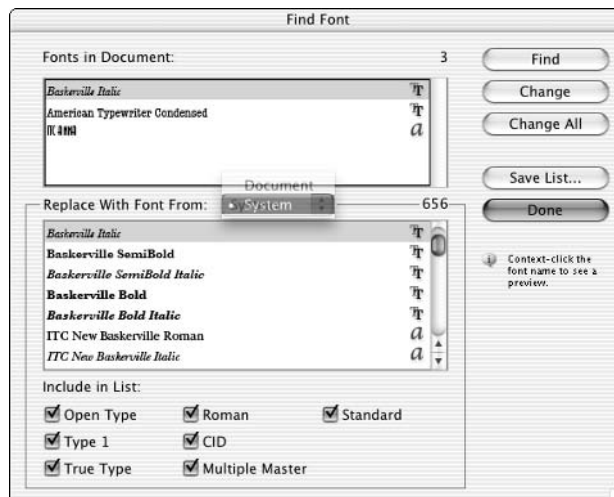 Find Font
Fonts in Document: 3
Baskerville Italic
American Typewriter Condensed
ITC ANNA
Find
Change
Change All
Save List...
Done
Document
Replace With Font From: System 656
Baskerville Italic
Baskerville SemiBold
Baskerville SemiBold Italic
Baskerville Bold
Baskerville Bold Italic
ITC New Baskerville Roman
ITC New Baskerville Italic
Context-click the
font name to see a
preview.
Include in List:
Open Type Roman Standard
Type 1 CID
True Type Multiple Master